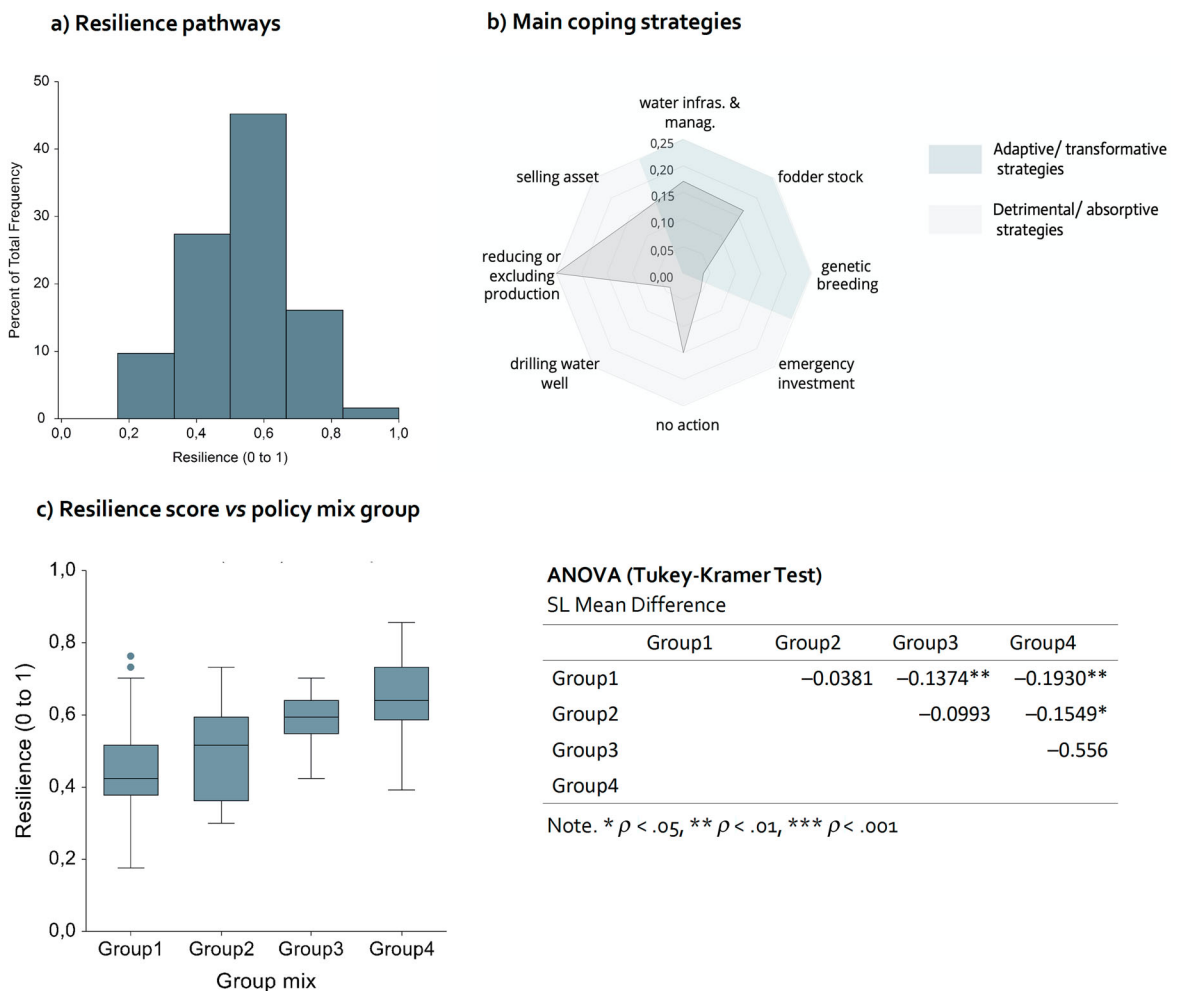 a) Resilience pathways
50
40
30
20
10
0
Percent of Total Frequency
0,0
0,2
0,4
0,6
0,8
1,0
Resilience (0 to 1)
b) Main coping strategies
water infras. &
manag.
fodder stock
genetic
breeding
emergency
investment
no action
drilling water
well
reducing or
excluding
production
selling asset
0,25
0,20
0,15
0,10
0,05
0,00
Adaptive/ transformative
strategies
Detrimental/ absorptive
strategies
c) Resilience score vs policy mix group
1,0
0,8
0,6
0,4
0,2
0,0
Resilience (0 to 1)
Group1
Group2
Group3
Group4
Group mix
ANOVA (Tukey-Kramer Test)
SL Mean Difference
Group1 Group2 Group3 Group4
Group1 −0.0381 −0.1374** −0.1930**
Group2 −0.0993 −0.1549*
Group3 −0.556
Group4
Note. * ρ < .05, ** ρ < .01, *** ρ < .001